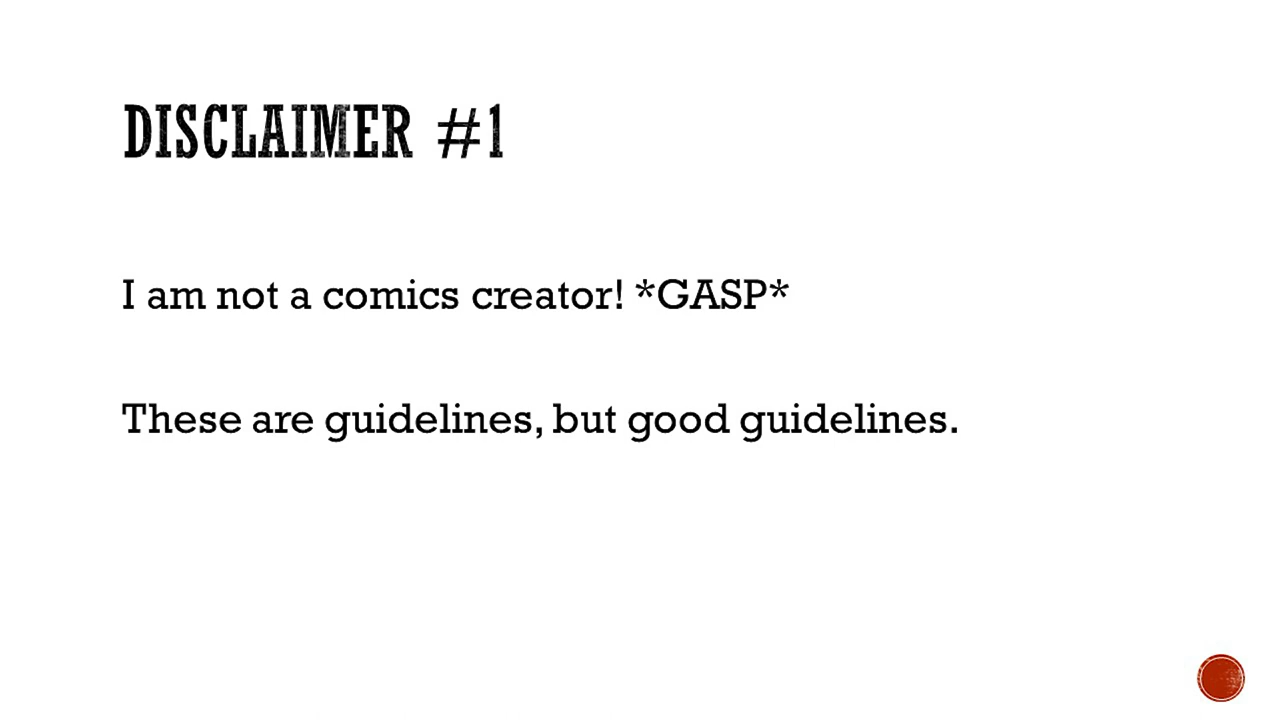 DISCLAIMER #1
I am not a comics creator! *GASP*
These are guidelines, but good guidelines.